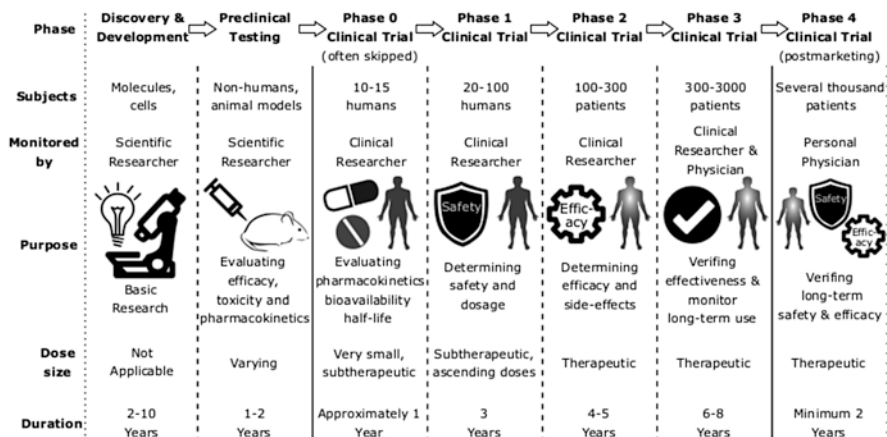 Phase
Discovery &
Development
Preclinical
Testing
Phase 0
Clinical Trial
(often skipped)
Phase 1
Clinical Trial
Phase 2
Clinical Trial
Phase 3
Clinical Trial
Phase 4
Clinical Trial
(postmarketing)
Subjects
Molecules,
cells
Non-humans,
animal models
10-15
humans
20-100
humans
100-300
patients
300-3000
patients
Several thousand
patients
Monitored
by
Scientific
Researcher
Scientific
Researcher
Clinical
Researcher
Clinical
Researcher
Clinical
Researcher
Clinical
Researcher &
Physician
Personal
Physician
Purpose
Basic
Research
Evaluating
efficacy,
toxicity and
pharmacokinetics
Evaluating
pharmacokinetics
bioavailability
half-life
Safety
Determining
safety and
dosage
Effic-
acy
Determining
efficacy and
side-effects
Verifing
effectiveness &
monitor
long-term use
Safety
Effic-
acy
Verifing
long-term
safety & efficacy
Dose
size
Not
Applicable
Varying
Very small,
subtherapeutic
Subtherapeutic,
ascending doses
Therapeutic
Therapeutic
Therapeutic
Duration
2-10
Years
1-2
Years
Approximately 1
Year
3
Years
4-5
Years
6-8
Years
Minimum 2
Years